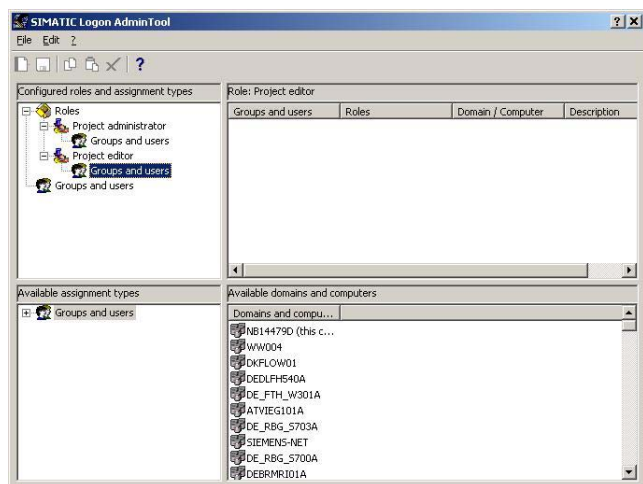 SIMATIC Logon AdminTool
File Edit ?
Configured roles and assignment types
Roles
Project administrator
Groups and users
Project editor
Groups and users
Groups and users
Role: Project editor
Groups and users Roles Domain / Computer Description
Available assignment types
Groups and users
Available domains and computers
Domains and compu...
NB14479D (this c...
WW004
DKFLOW01
DEDLFH540A
DE_FTH_W301A
ATVIEG101A
DE_RBG_S703A
SIEMENS-NET
DE_RBG_S700A
DEBRMRI01A